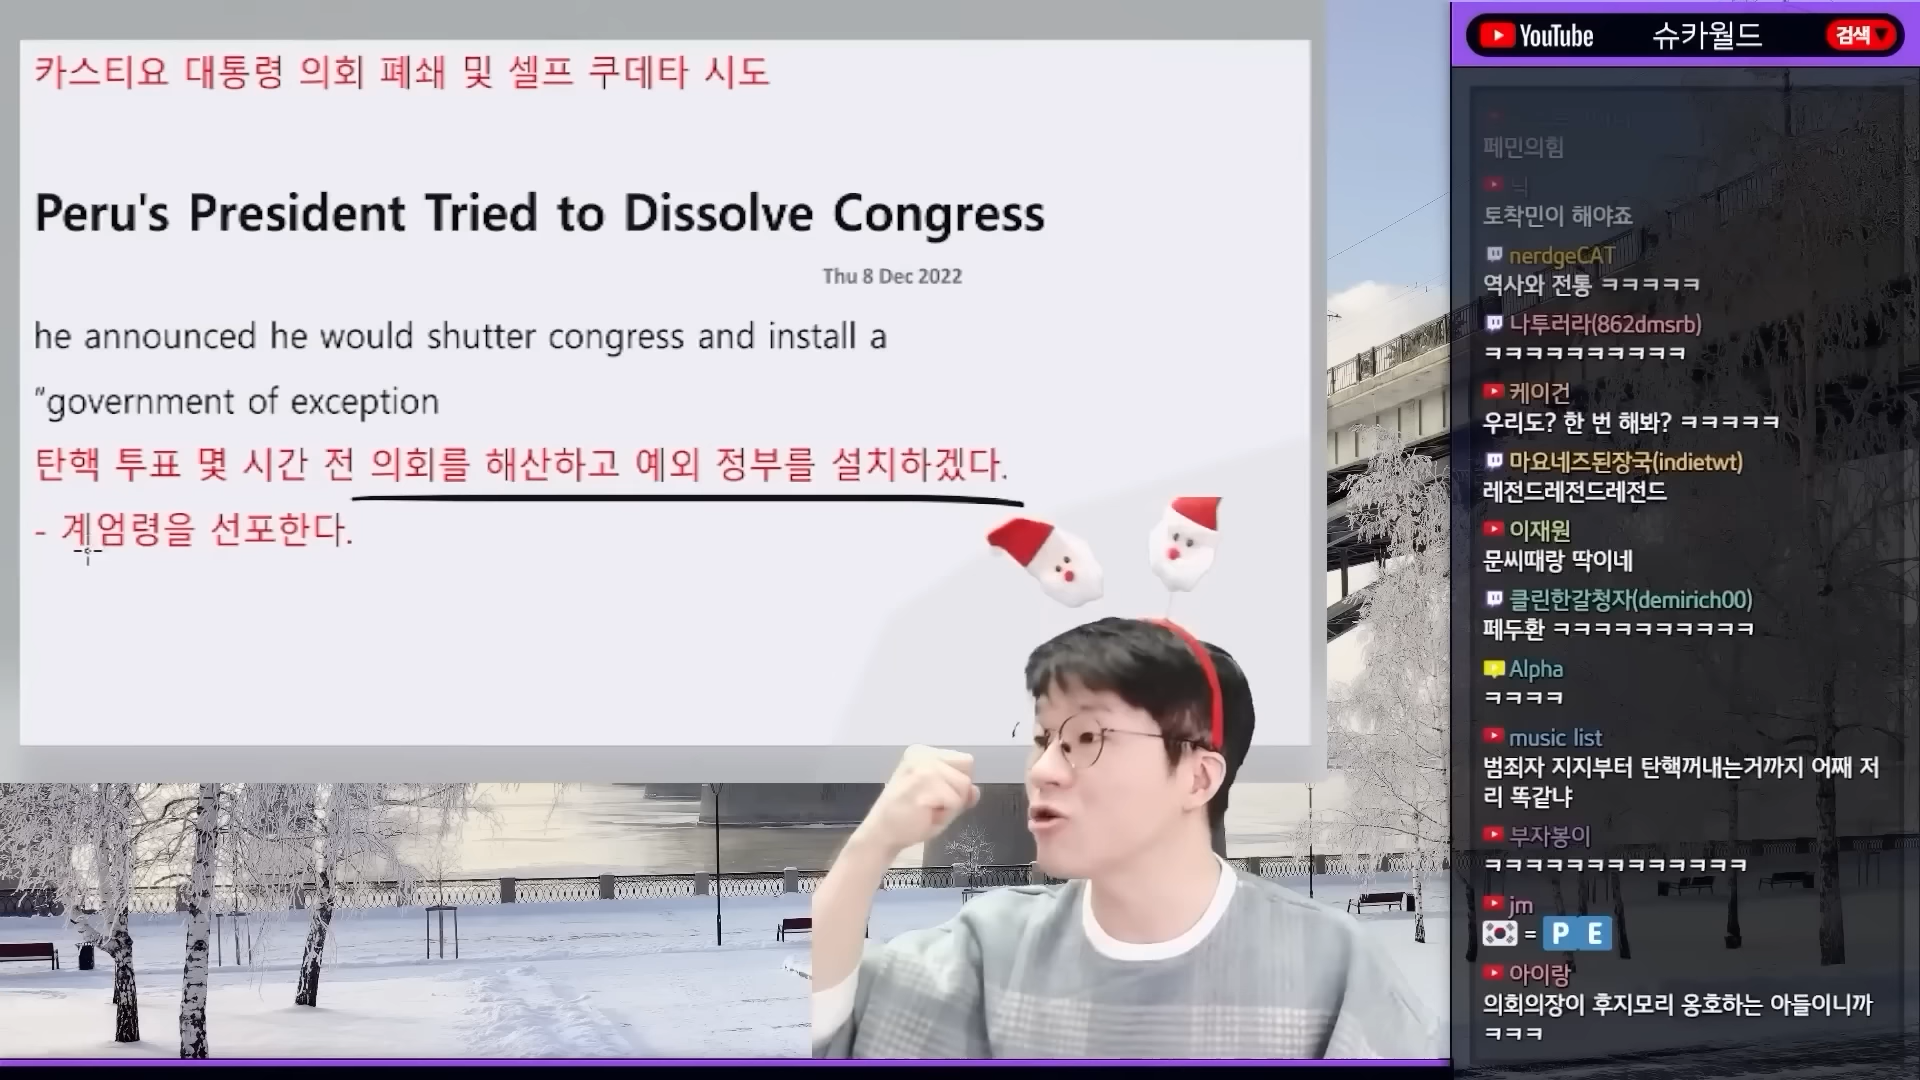 카스티요 대통령 의회 폐쇄 및 셀프 쿠데타 시도
Peru's President Tried to Dissolve Congress
Thu 8 Dec 2022
he announced he would shutter congress and install a
"government of exception
탄핵 투표 몇 시간 전 의회를 해산하고 예외 정부를 설치하겠다.
- 계엄령을 선포한다.
YouTube 슈카월드 검색
페민의힘
닉
토착민이 해야죠
nerdgeCAT
역사와 전통 ㅋㅋㅋㅋㅋ
나투러라(862dmsrb)
ㅋㅋㅋㅋㅋㅋㅋㅋㅋㅋ
케이건
우리도? 한 번 해봐? ㅋㅋㅋㅋㅋ
마요네즈된장국(indietwt)
레전드레전드레전드
이재원
문씨때랑 딱이네
클린한갈청자(demirich00)
페두환 ㅋㅋㅋㅋㅋㅋㅋㅋㅋㅋ
Alpha
ㅋㅋㅋㅋ
music list
범죄자 지지부터 탄핵꺼내는거까지 어째 저
리 똑같냐
부자봉이
ㅋㅋㅋㅋㅋㅋㅋㅋㅋㅋㅋㅋㅋ
jm
= P E
아이랑
의회의장이 후지모리 옹호하는 아들이니까
ㅋㅋㅋ